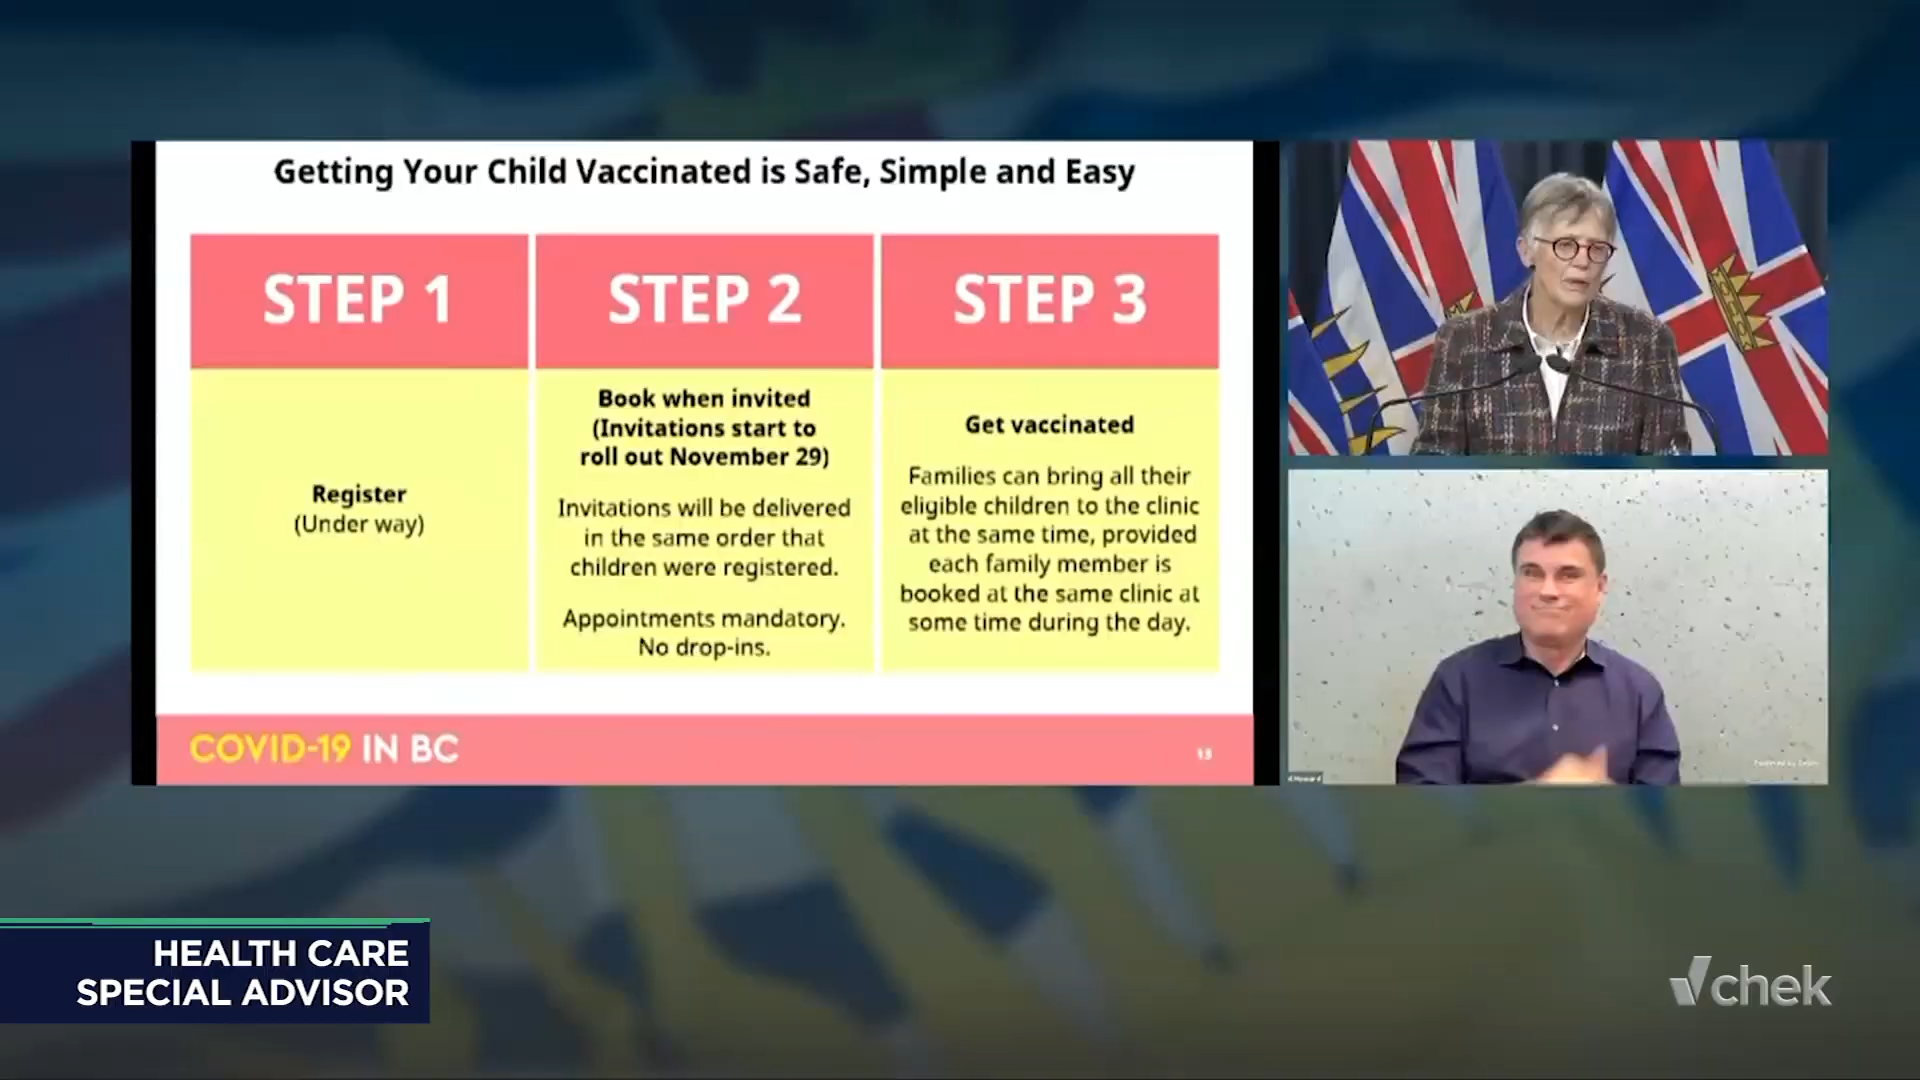 Getting Your Child Vaccinated is Safe, Simple and Easy
STEP 1
Register
(Under way)
STEP 2
Book when invited
(Invitations start to
roll out November 29)
Invitations will be delivered
in the same order that
children were registered.
Appointments mandatory.
No drop-ins.
STEP 3
Get vaccinated
Families can bring all their
eligible children to the clinic
at the same time, provided
each family member is
booked at the same clinic at
some time during the day.
COVID-19 IN BC
13
HEALTH CARE
SPECIAL ADVISOR
chek